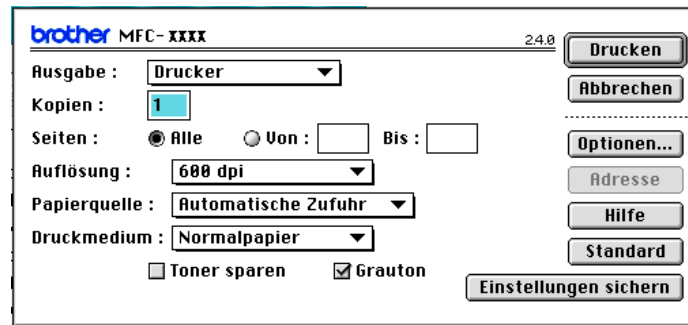 brother MFC-XXXX 2.4.0
Drucken
Ausgabe : Drucker
Abbrechen
Kopien : 1
Seiten : Alle Von : Bis :
Optionen...
Auflösung : 600 dpi
Adresse
Papierquelle : Automatische Zufuhr
Hilfe
Druckmedium : Normalpapier
Standard
Toner sparen Grauton
Einstellungen sichern